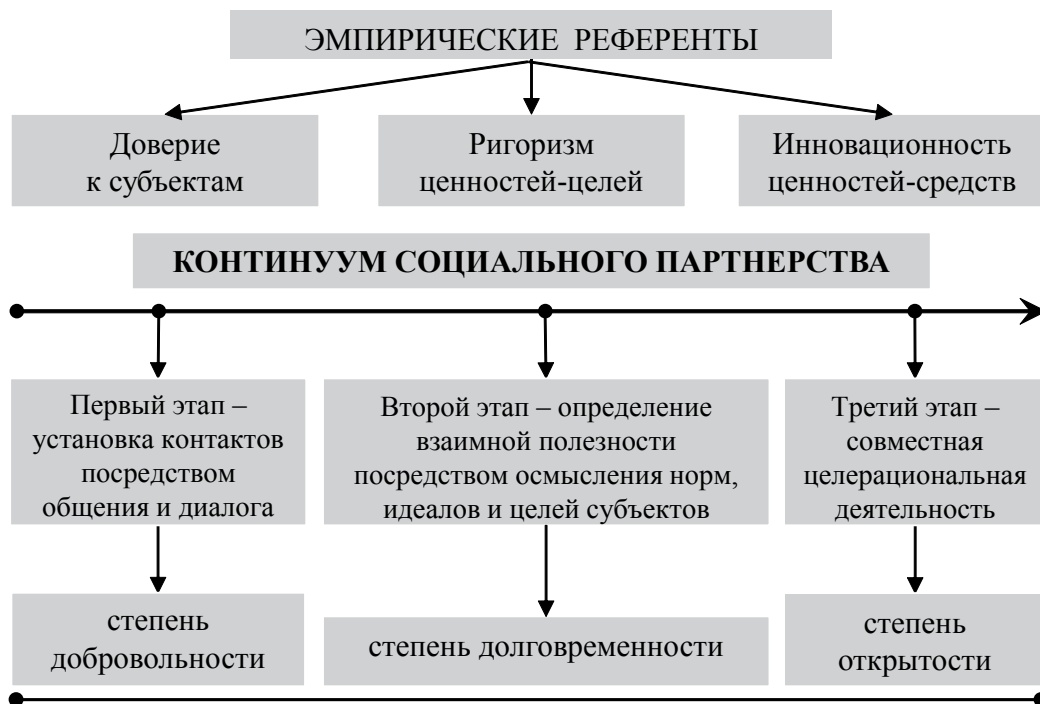 ЭМПИРИЧЕСКИЕ РЕФЕРЕНТЫ
Доверие
к субъектам
Ригоризм
ценностей-целей
Инновационность
ценностей-средств
КОНТИНУУМ СОЦИАЛЬНОГО ПАРТНЕРСТВА
Первый этап –
установка контактов
посредством
общения и диалога
Второй этап – определение
взаимной полезности
посредством осмысления норм,
идеалов и целей субъектов
Третий этап –
совместная
целерациональная
деятельность
степень
добровольности
степень долговременности
степень
открытости